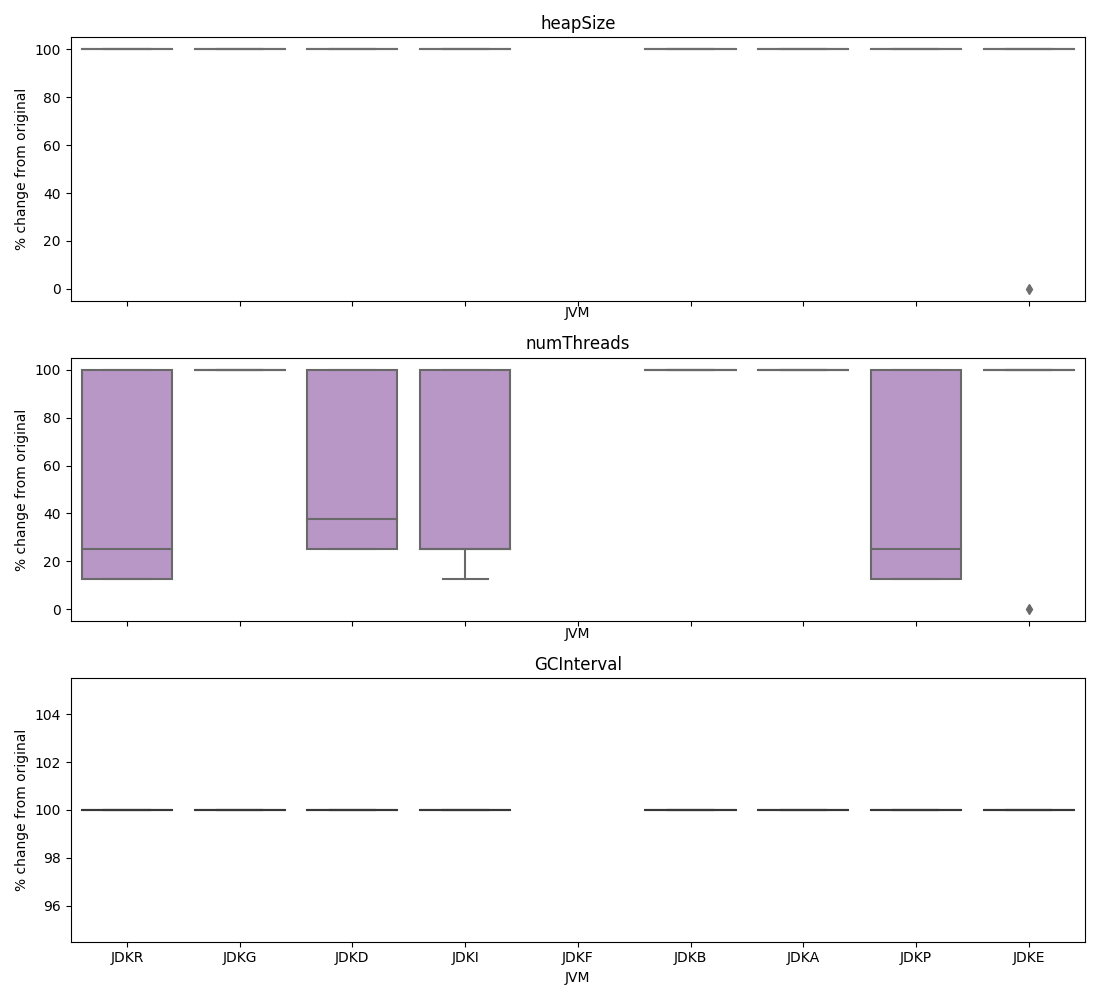 heapSize
% change from original
100
80
60
40
20
0
JVM
numThreads
% change from original
100
80
60
40
20
0
JVM
GCInterval
% change from original
104
102
100
98
96
JDKR JDKG JDKD JDKI JDKF JDKB JDKA JDKP JDKE
JVM